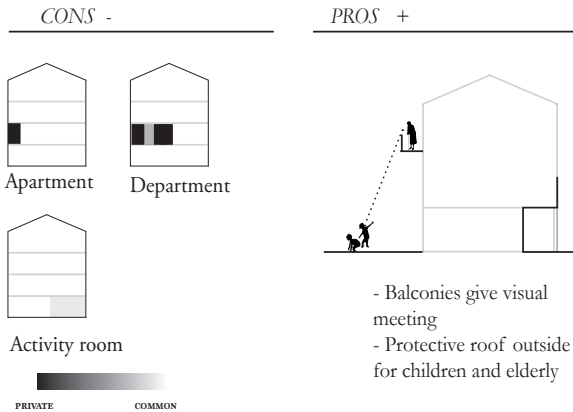 CONS -
Apartment
Department
Activity room
PRIVATE
COMMON
PROS +
- Balconies give visual
meeting
- Protective roof outside
for children and elderly